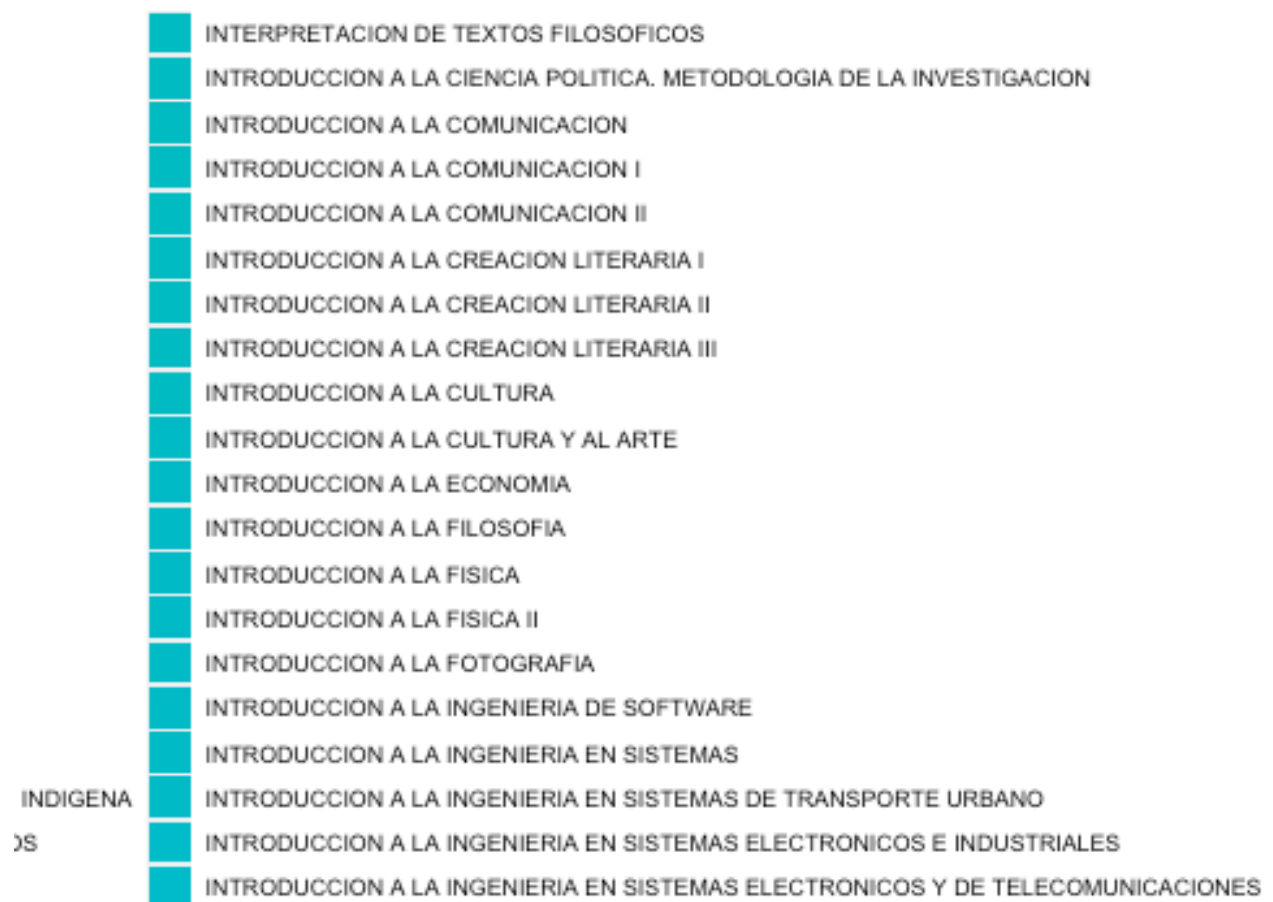 INTERPRETACION DE TEXTOS FILOSOFICOS
INTRODUCCION A LA CIENCIA POLITICA. METODOLOGIA DE LA INVESTIGACION
INTRODUCCION A LA COMUNICACION
INTRODUCCION A LA COMUNICACION I
INTRODUCCION A LA COMUNICACION II
INTRODUCCION A LA CREACION LITERARIA I
INTRODUCCION A LA CREACION LITERARIA II
INTRODUCCION A LA CREACION LITERARIA III
INTRODUCCION A LA CULTURA
INTRODUCCION A LA CULTURA Y AL ARTE
INTRODUCCION A LA ECONOMIA
INTRODUCCION A LA FILOSOFIA
INTRODUCCION A LA FISICA
INTRODUCCION A LA FISICA II
INTRODUCCION A LA FOTOGRAFIA
INTRODUCCION A LA INGENIERIA DE SOFTWARE
INTRODUCCION A LA INGENIERIA EN SISTEMAS
INDIGENA INTRODUCCION A LA INGENIERIA EN SISTEMAS DE TRANSPORTE URBANO
INTRODUCCION A LA INGENIERIA EN SISTEMAS ELECTRONICOS E INDUSTRIALES
INTRODUCCION A LA INGENIERIA EN SISTEMAS ELECTRONICOS Y DE TELECOMUNICACIONES